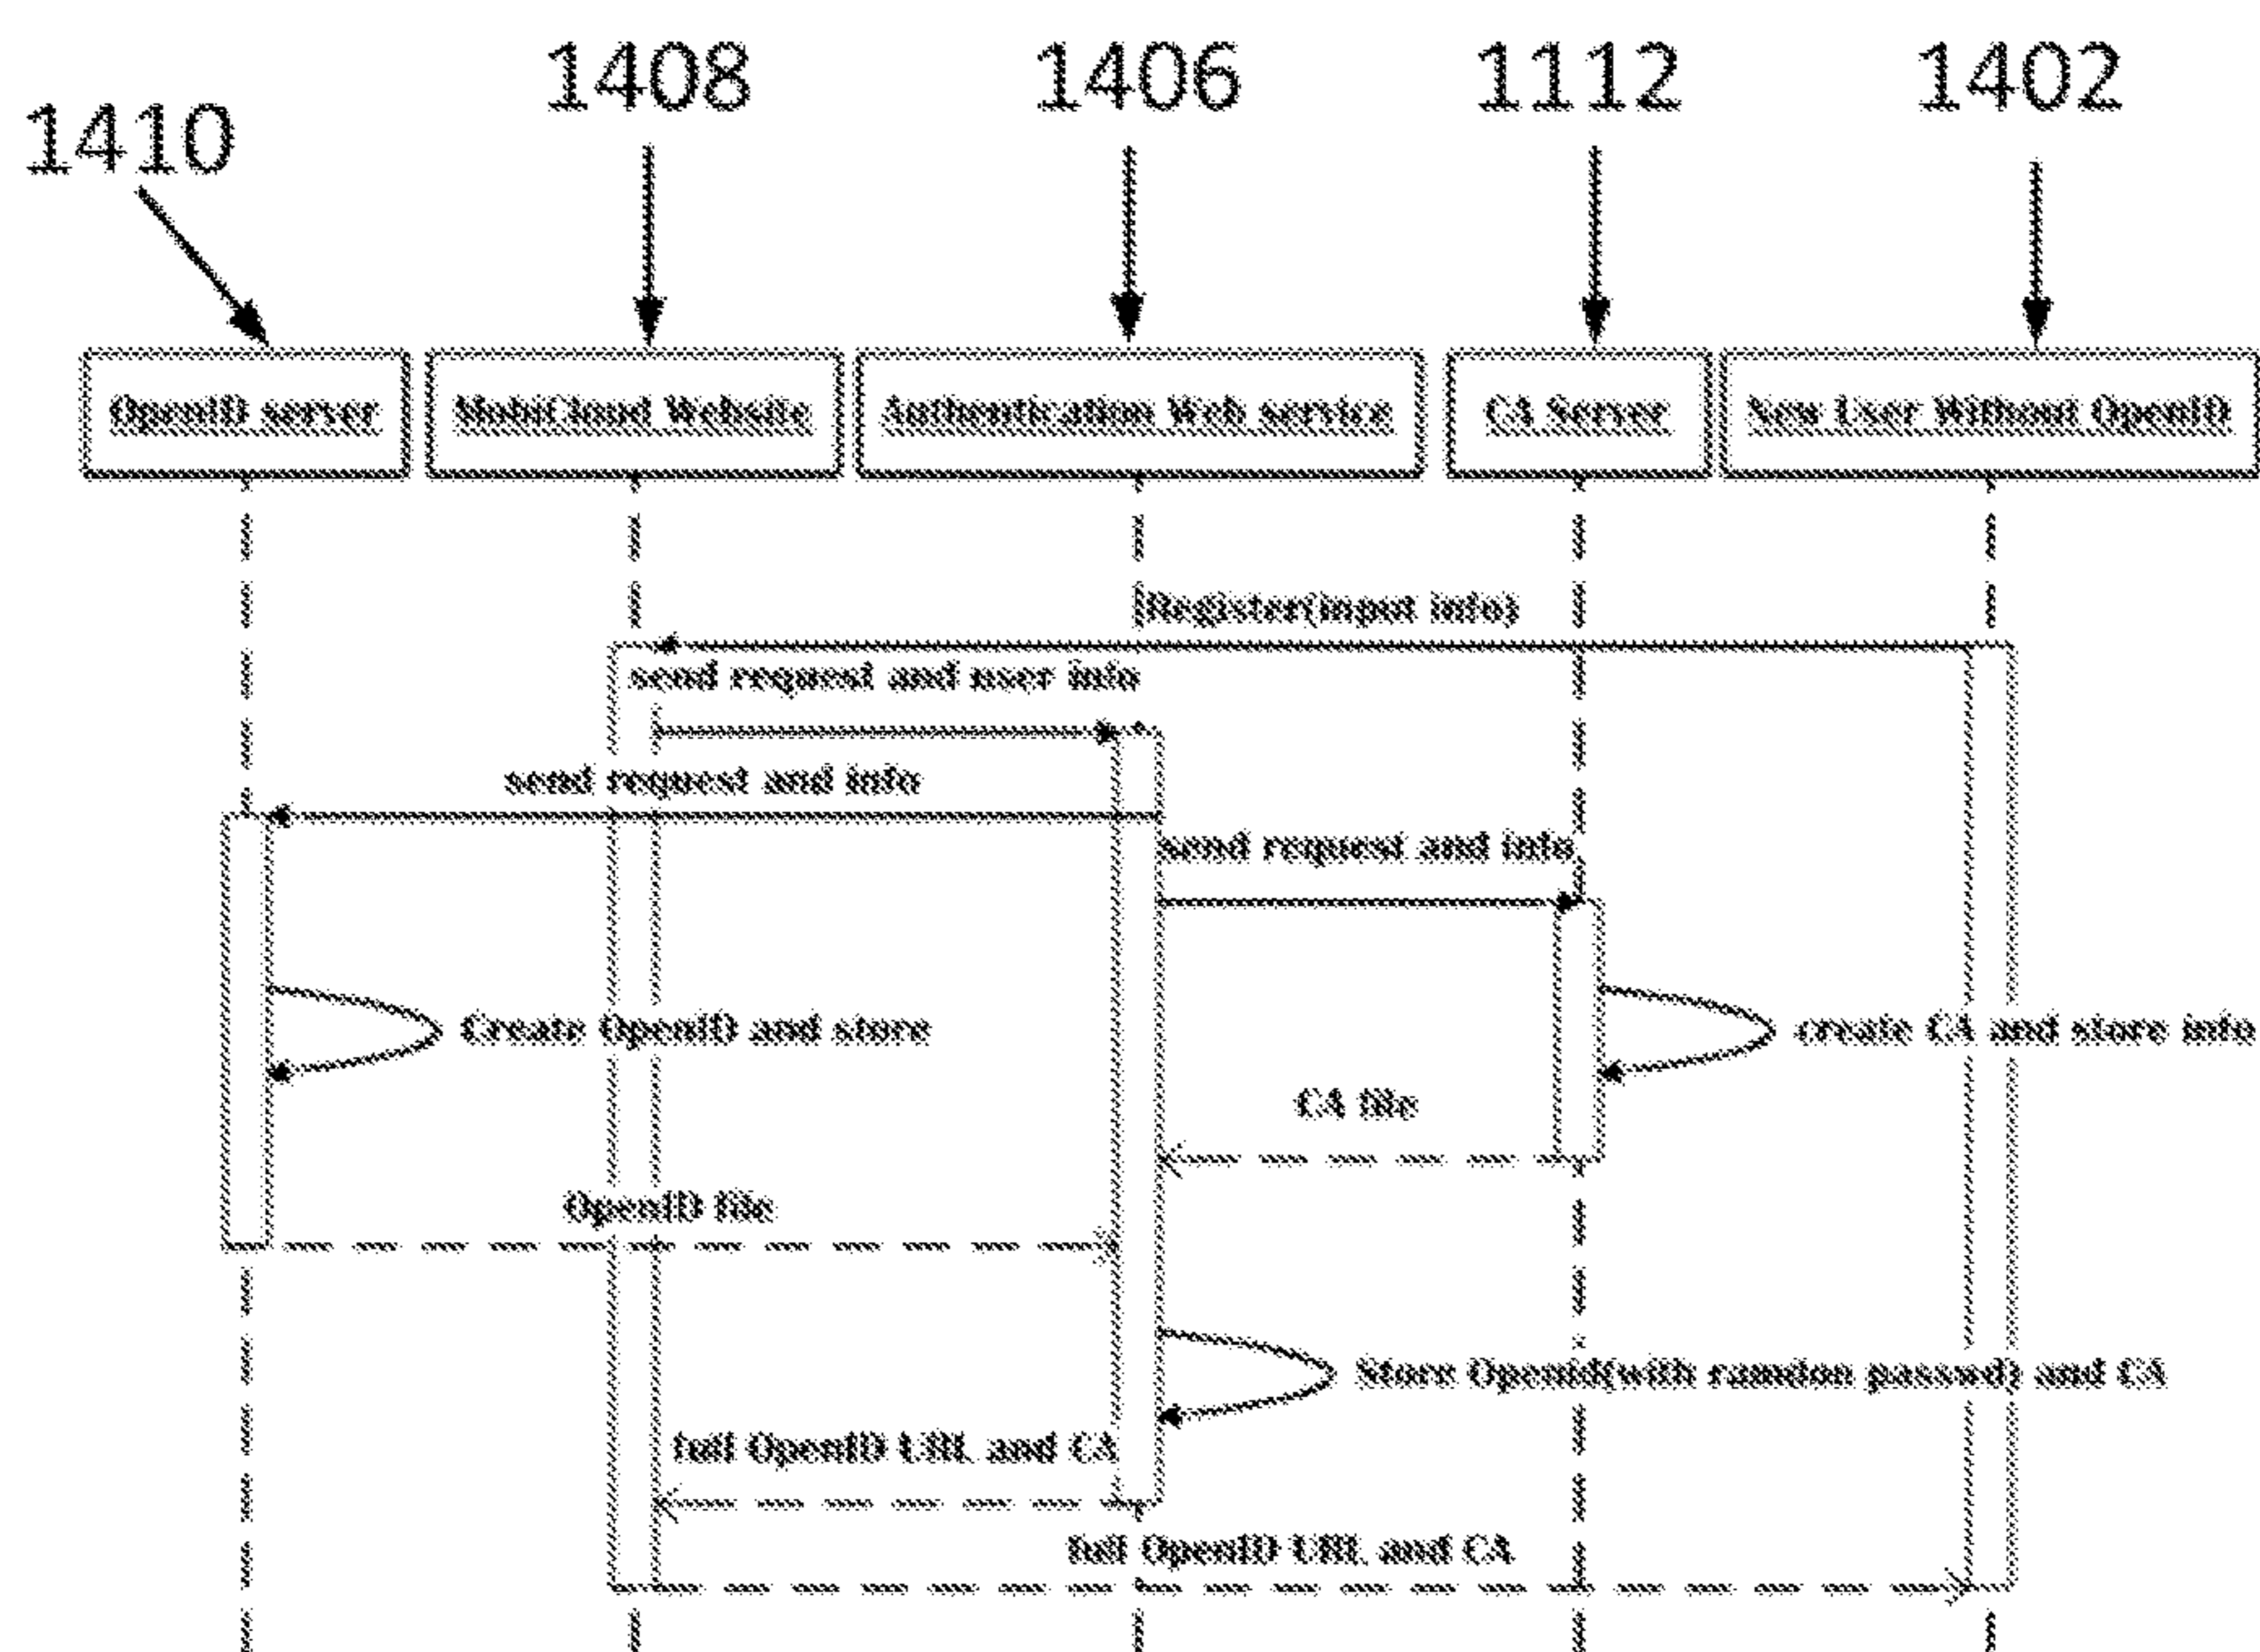 1410
1408
1406
1112
1402
OpenID server
MobiCloud Website
Authentication Web service
CA Server
New User Without OpenID
Register(input info)
send request and user info
send request and info
send request and info
Create OpenID and store
create CA and store info
CA file
OpenID file
Store Openid(with ramdon passwd) and CA
full OpenID URL and CA
full OpenID URL and CA